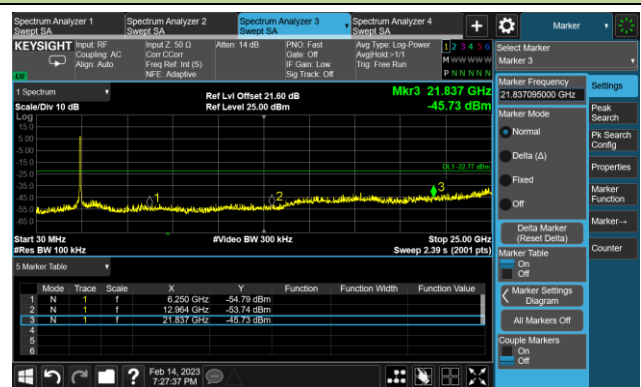 Spectrum Analyzer 1 Spectrum Analyzer 2 Spectrum Analyzer 3 Spectrum Analyzer 4 + Marker
Swept SA Swept SA Swept SA Swept SA
KEYSIGHT Input: RF Input Z: 50 Ω Atten: 14 dB PNO: Fast Avg Type: Log-Power 1 2 3 4 5 6
Coupling: AC Corr CCorr Gate: Off Avg|Hold:>1/1 M W W W W W
Align: Auto Freq Ref: Int (S) IF Gain: Low Trig: Free Run
NFE: Adaptive Sig Track: Off P N N N N N
LW
Select Marker
Marker 3
1 Spectrum Ref Lvl Offset 21.60 dB Mkr3 21.837 GHz
Scale/Div 10 dB Ref Level 25.00 dBm -45.73 dBm
Log
15.0
5.00
-5.00
-15.0
-25.0
-35.0
-45.0
-55.0
-65.0
DL1 -22.77 dBm
1
2
3
Start 30 MHz #Video BW 300 kHz Stop 25.00 GHz
#Res BW 100 kHz Sweep 2.39 s (2001 pts)
5 Marker Table
Mode Trace Scale X Y Function Function Width Function Value
1 N 1 f 6.250 GHz -54.79 dBm
2 N 1 f 12.964 GHz -53.74 dBm
3 N 1 f 21.837 GHz -45.73 dBm
4
5
6
Marker Frequency
21.837095000 GHz
Marker Mode
Normal
Delta (Δ)
Fixed
Off
Delta Marker
(Reset Delta)
Marker Table
On
Off
Marker Settings
Diagram
All Markers Off
Couple Markers
On
Off
Settings
Peak
Search
Pk Search
Config
Properties
Marker
Function
Marker→
Counter
? Feb 14, 2023
7:27:37 PM